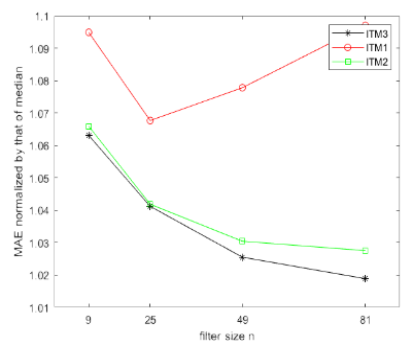 1.1
1.09
1.08
1.07
1.06
1.05
1.04
1.03
1.02
1.01
MAE normalized by that of median
9 25 49 81
filter size n
ITM3
ITM1
ITM2